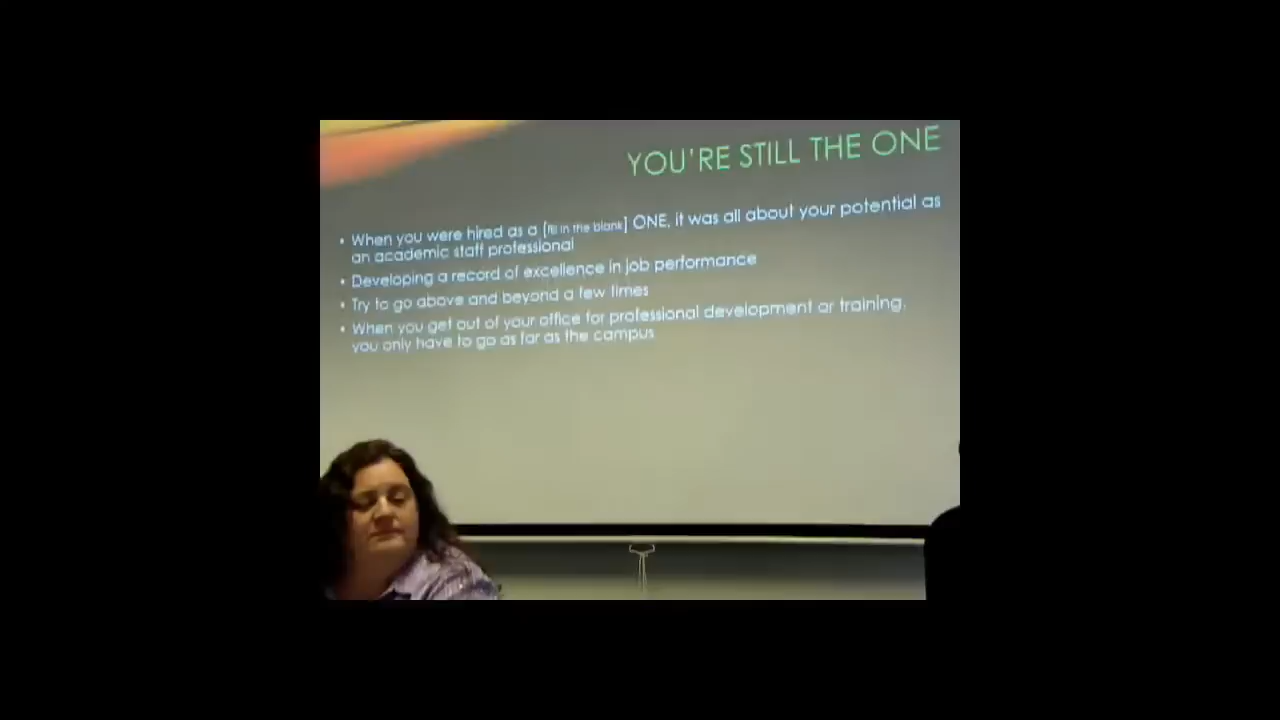 YOU'RE STILL THE ONE
• When you were hired as a [fill in the blank] ONE, it was all about your potential as
an academic staff professional
• Developing a record of excellence in job performance
• Try to go above and beyond a few times
• When you get out of your office for professional development or training,
you only have to go as far as the campus